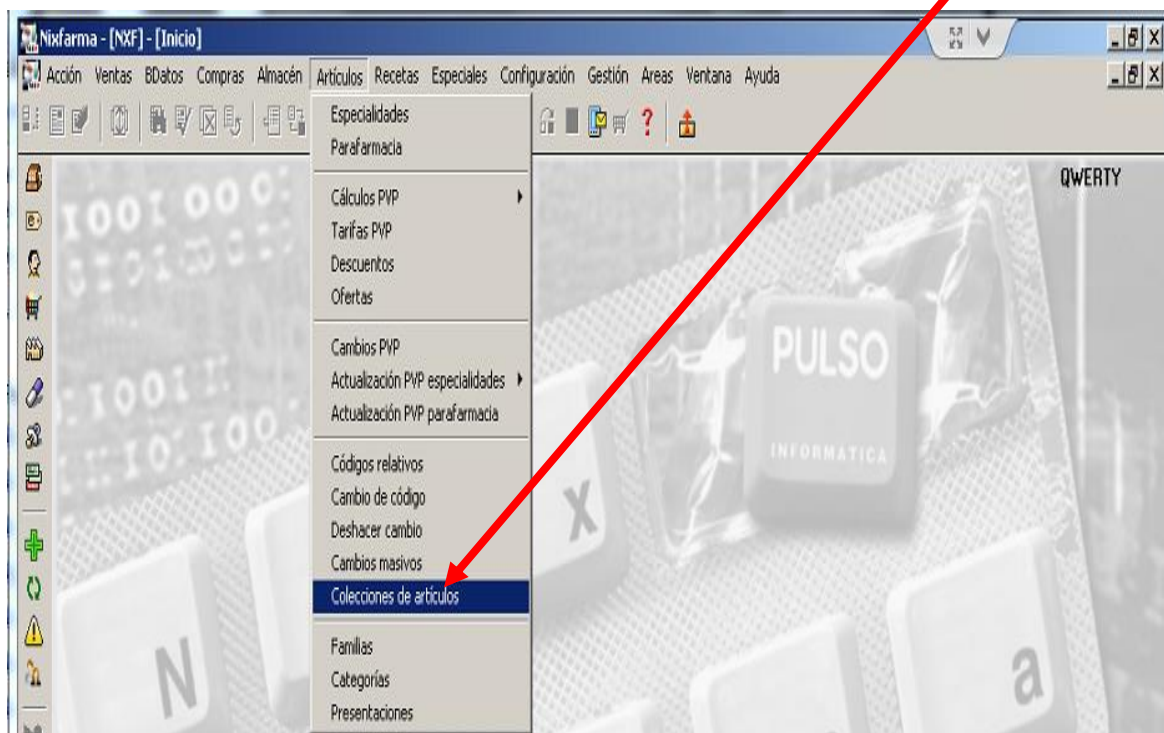 Nixfarma - [NXF] - [Inicio]
Acción Ventas BDatos Compras Almacén Artículos Recetas Especiales Configuración Gestión Areas Ventana Ayuda
Especialidades
Parafarmacia
QWERTY
Cálculos PVP
Tarifas PVP
Descuentos
Ofertas
Cambios PVP
Actualización PVP especialidades
Actualización PVP parafarmacia
PULSO
INFORMATICA
Códigos relativos
Cambio de código
Deshacer cambio
Cambios masivos
Colecciones de artículos
Familias
Categorías
Presentaciones
X
N
a